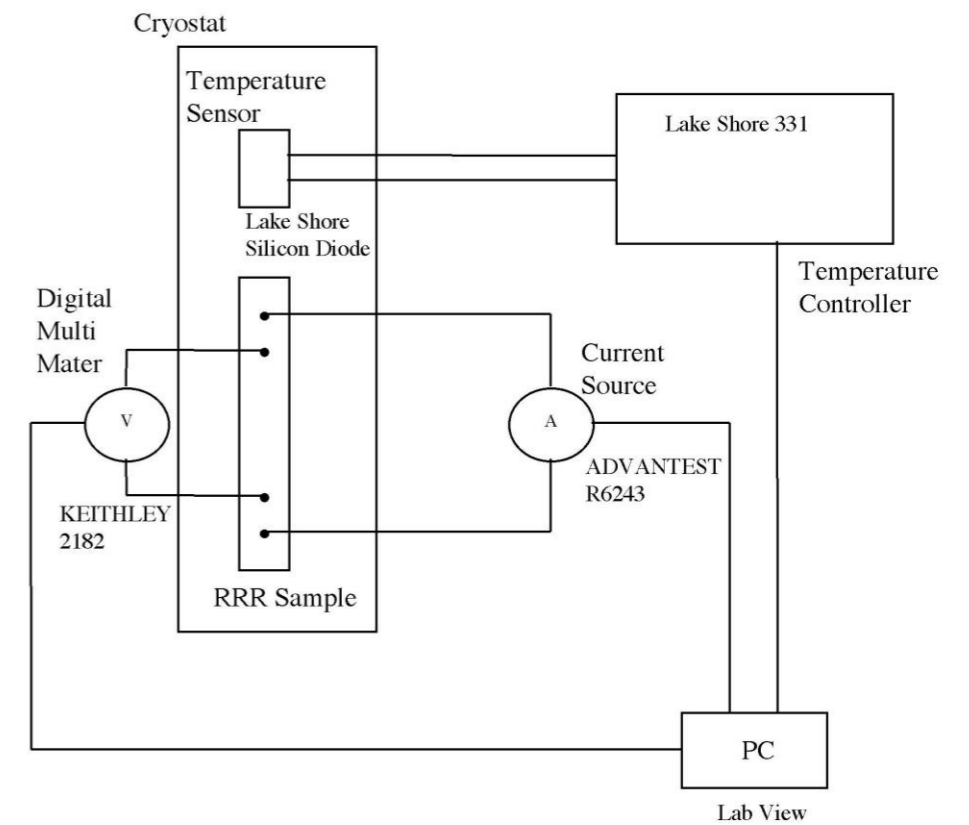 Cryostat
Temperature
Sensor
Lake Shore 331
Lake Shore
Silicon Diode
Temperature
Controller
Digital
Multi
Mater
Current
Source
V
A
ADVANTEST
R6243
KEITHLEY
2182
RRR Sample
PC
Lab View